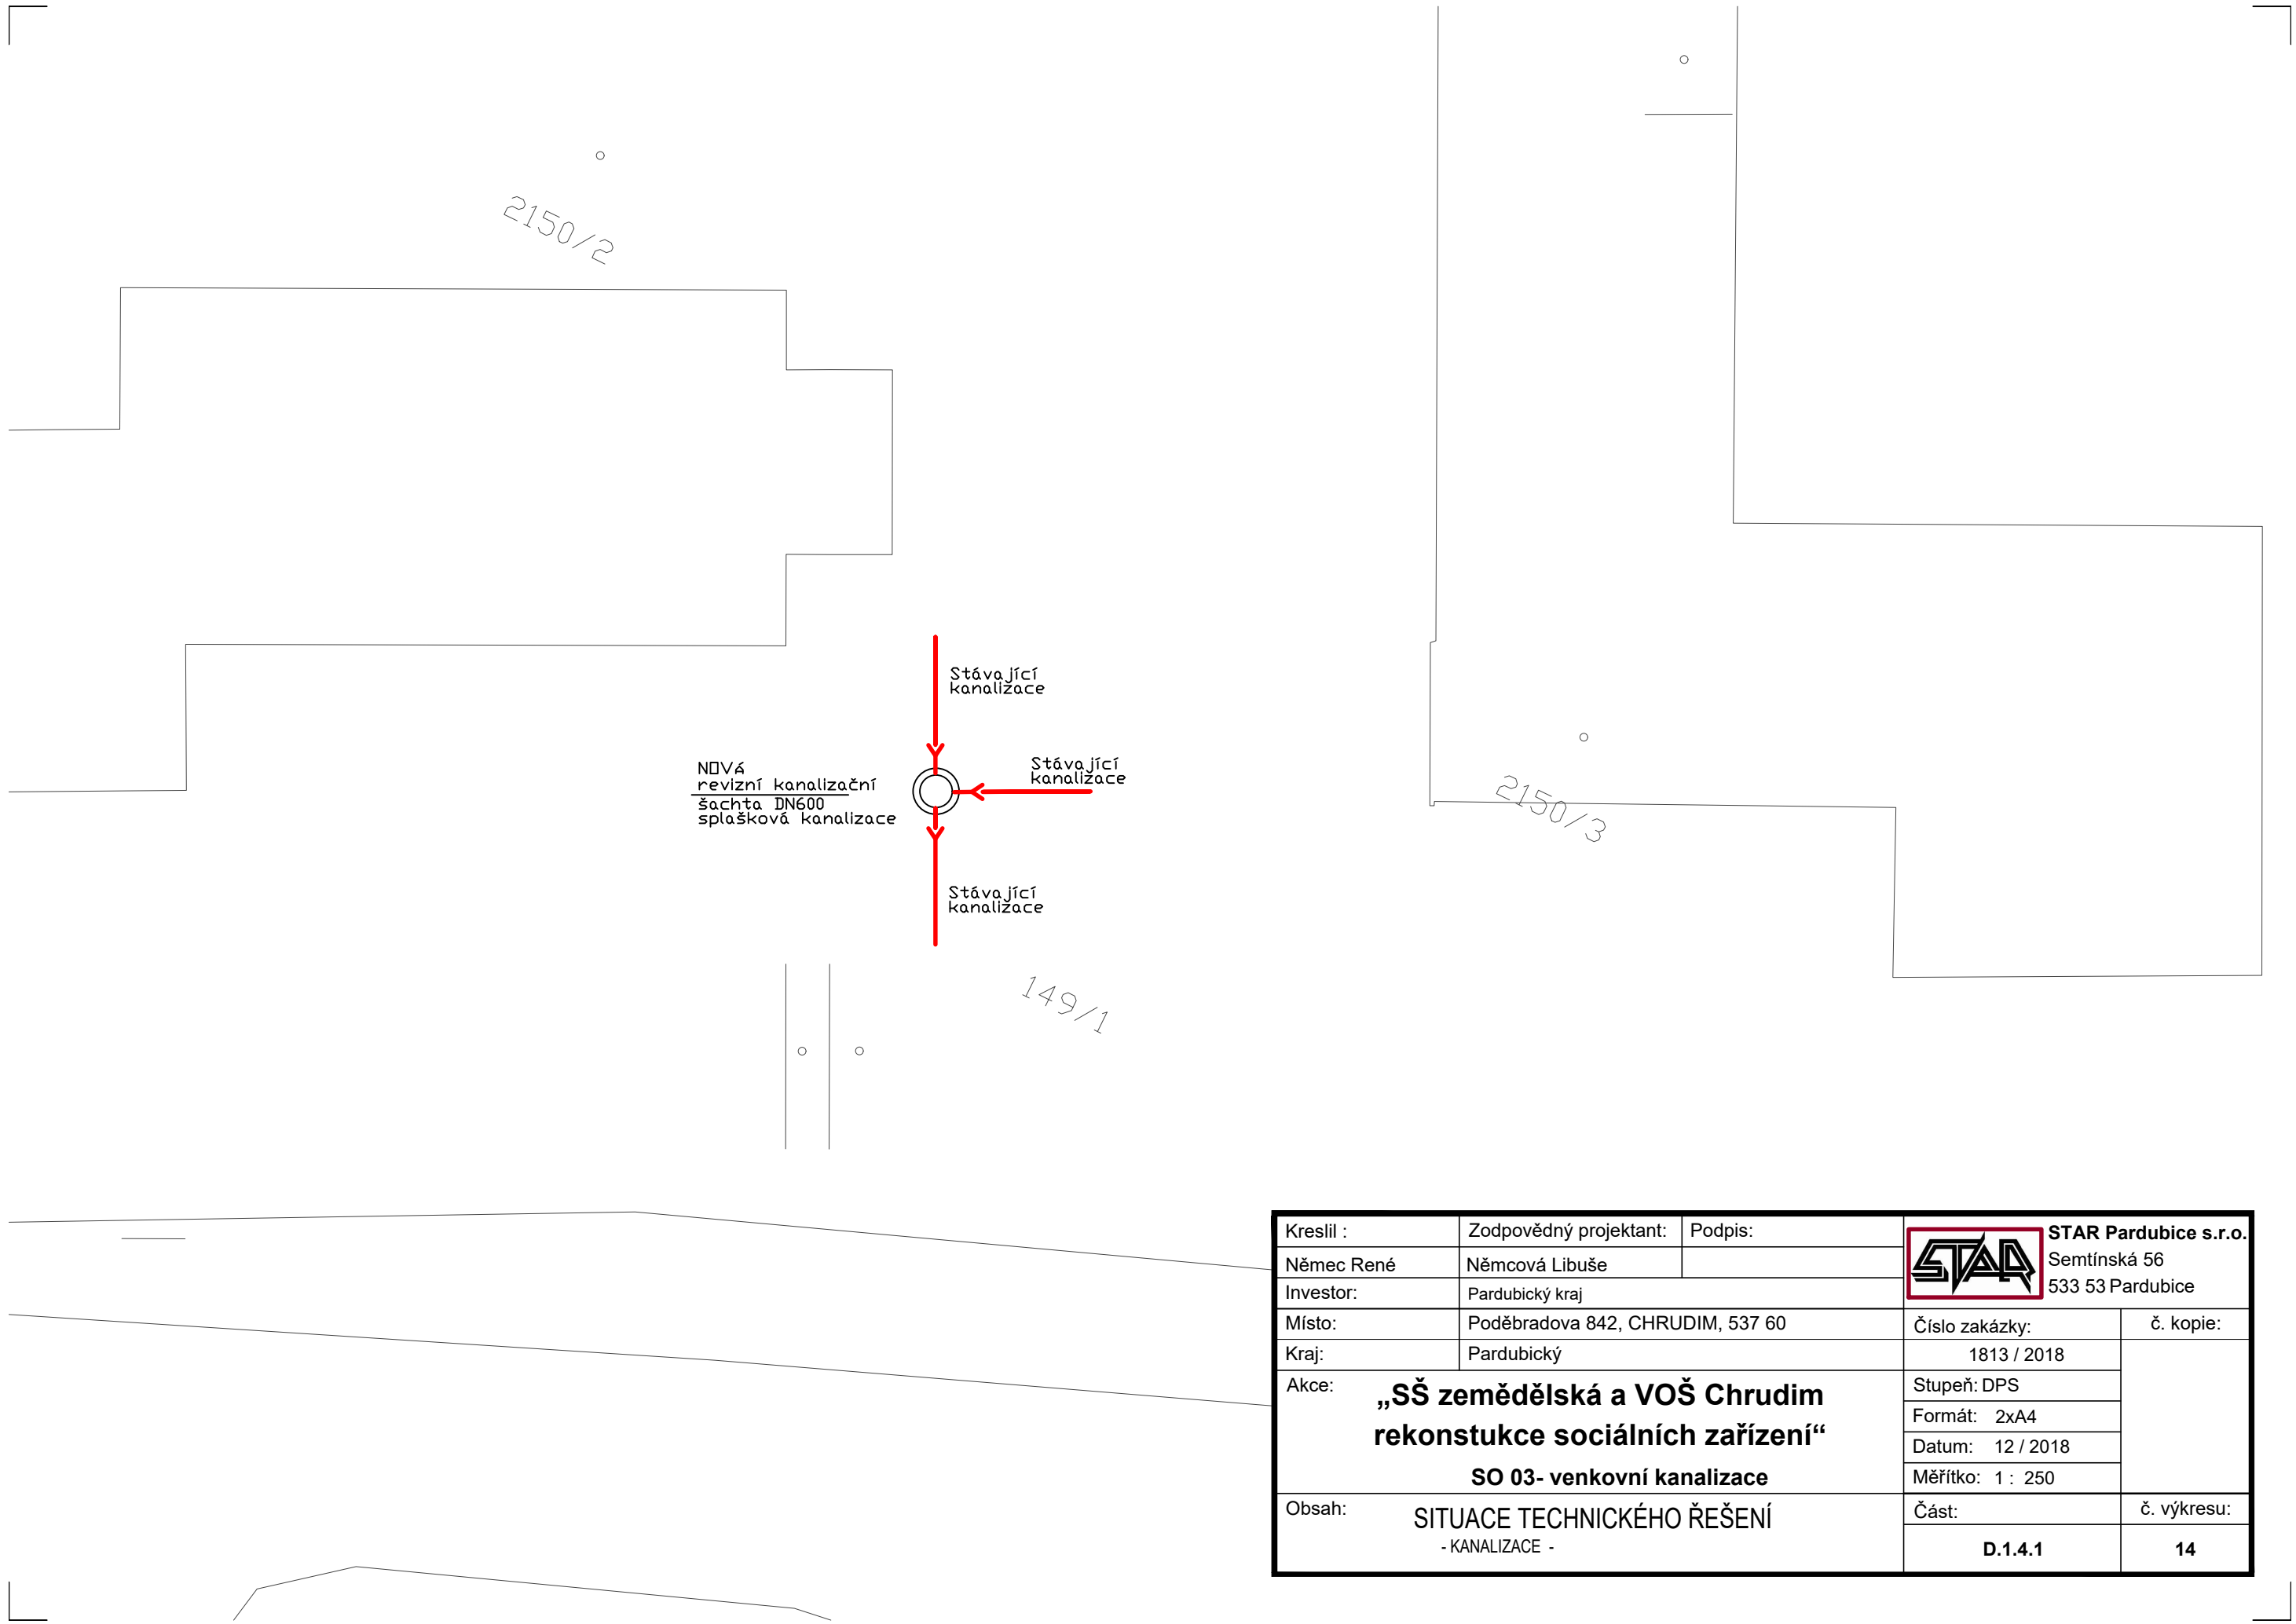 2150/2
Stávající
kanalizace
NOVÁ
revizní kanalizační
šachta DN600
splašková kanalizace
Stávající
kanalizace
2150/3
Stávající
kanalizace
149/1
Kreslil :
Zodpovědný projektant:
Podpis:
Němec René
Němcová Libuše
Investor:
Pardubický kraj
Místo:
Poděbradova 842, CHRUDIM, 537 60
Kraj:
Pardubický
STAR
STAR Pardubice s.r.o.
Semtínská 56
533 53 Pardubice
Číslo zakázky:
č. kopie:
1813 / 2018
Akce:
„SŠ zemědělská a VOŠ Chrudim
rekonstukce sociálních zařízení“
SO 03- venkovní kanalizace
Stupeň: DPS
Formát: 2xA4
Datum: 12 / 2018
Měřítko: 1 : 250
Obsah:
SITUACE TECHNICKÉHO ŘEŠENÍ
- KANALIZACE -
Část:
č. výkresu:
D.1.4.1
14